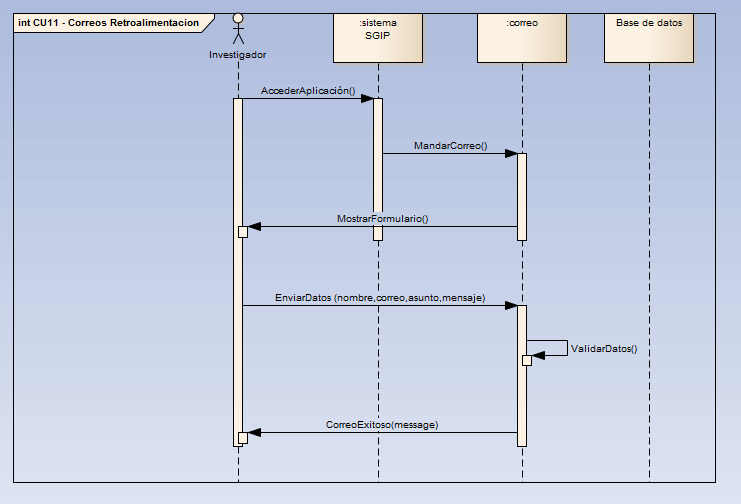 int CU11 - Correos Retroalimentacion
Investigador
:sistema
SGIP
:correo
Base de datos
AccederAplicación()
MandarCorreo()
MostrarFormulario()
EnviarDatos (nombre,correo,asunto,mensaje)
ValidarDatos()
CorreoExitoso(message)